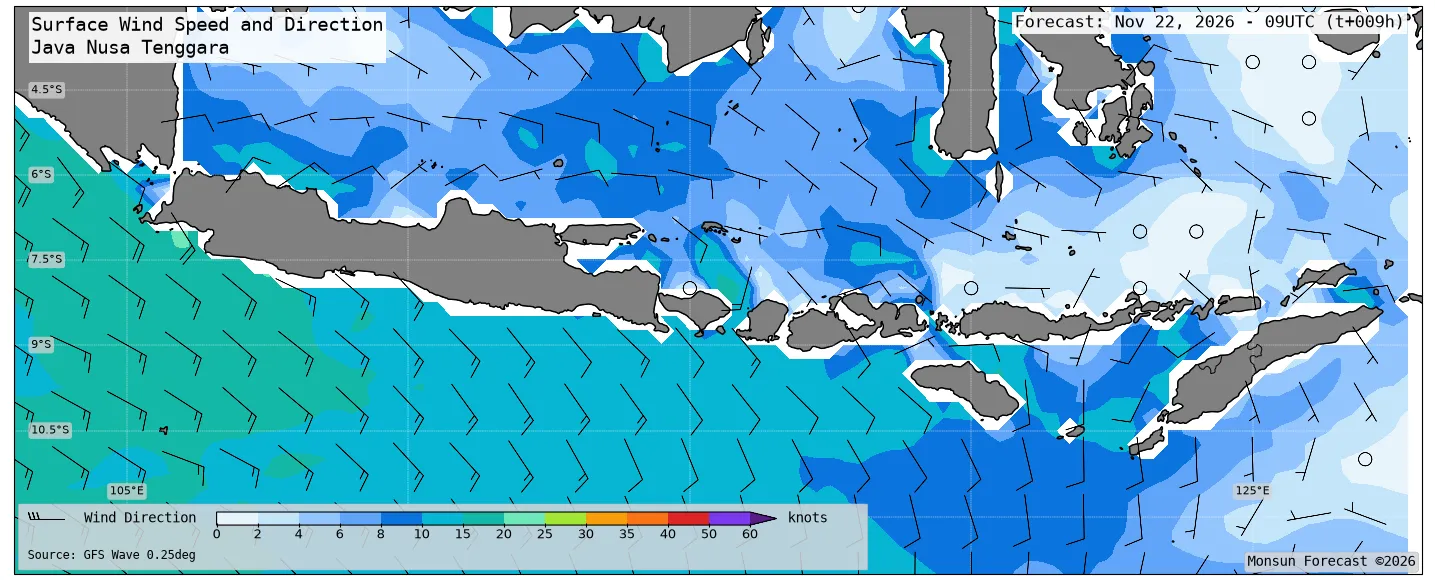 Surface Wind Speed and Direction
Java Nusa Tenggara
Forecast: Nov 22, 2026 - 09UTC (t+009h)
4.5°S
6°S
7.5°S
9°S
10.5°S
105°E
125°E
Wind Direction
0 2 4 6 8 10 15 20 25 30 35 40 50 60
knots
Source: GFS Wave 0.25deg
Monsun Forecast ©2026